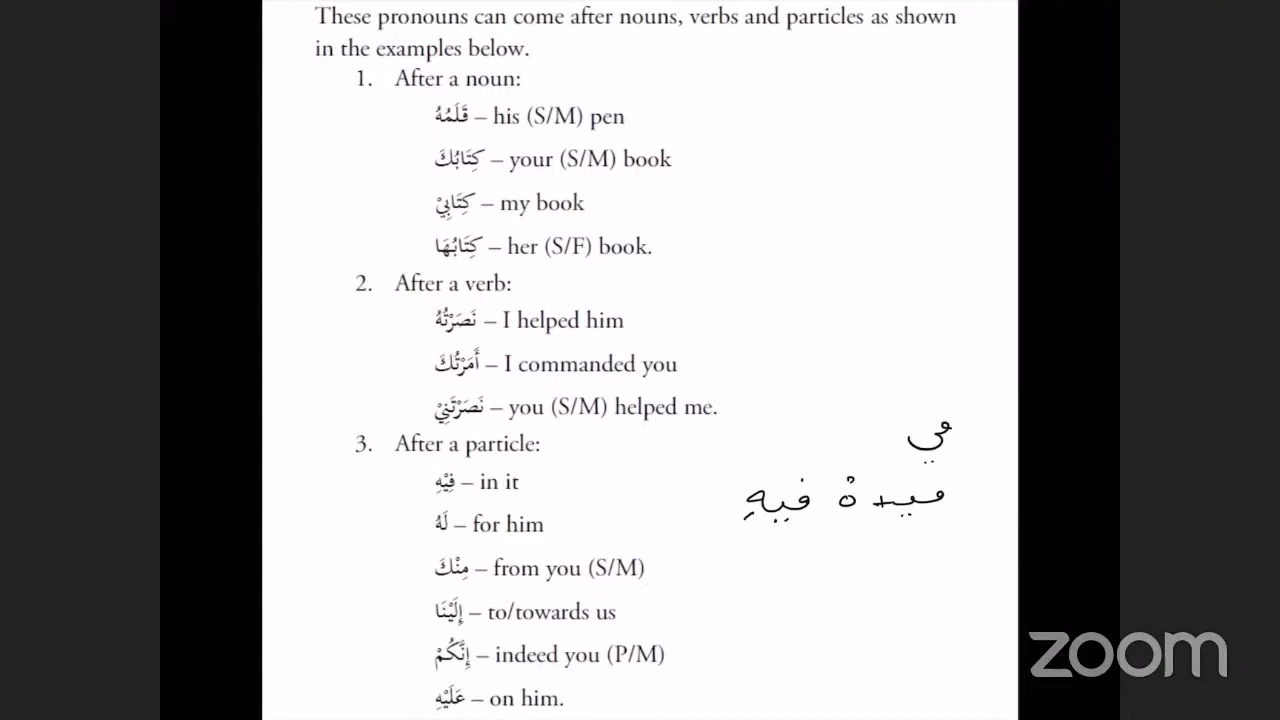 These pronouns can come after nouns, verbs and particles as shown
in the examples below.
1. After a noun:
قَلَمُهُ – his (S/M) pen
كِتَابُكَ – your (S/M) book
كِتَابِيْ – my book
كِتَابُهَا – her (S/F) book.
2. After a verb:
نَصَرْتُهُ – I helped him
أَمَرْتُكَ – I commanded you
نَصَرْتَنِيْ – you (S/M) helped me.
3. After a particle:
في
فِيْهِ – in it
فيهِ
لَهُ – for him
مِنْكَ – from you (S/M)
إِلَيْنَا – to/towards us
إِنَّكُمْ – indeed you (P/M)
عَلَيْهِ – on him.
zoom